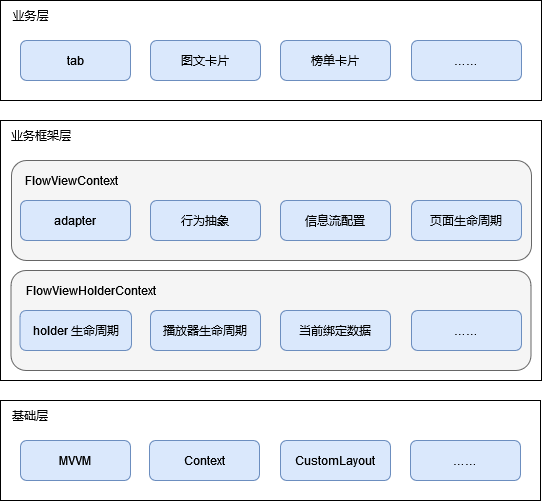 业务层
tab 图文卡片 榜单卡片 ......
业务框架层
FlowViewContext
adapter 行为抽象 信息流配置 页面生命周期
FlowViewHolderContext
holder 生命周期 播放器生命周期 当前绑定数据 ......
基础层
MVVM Context CustomLayout ......